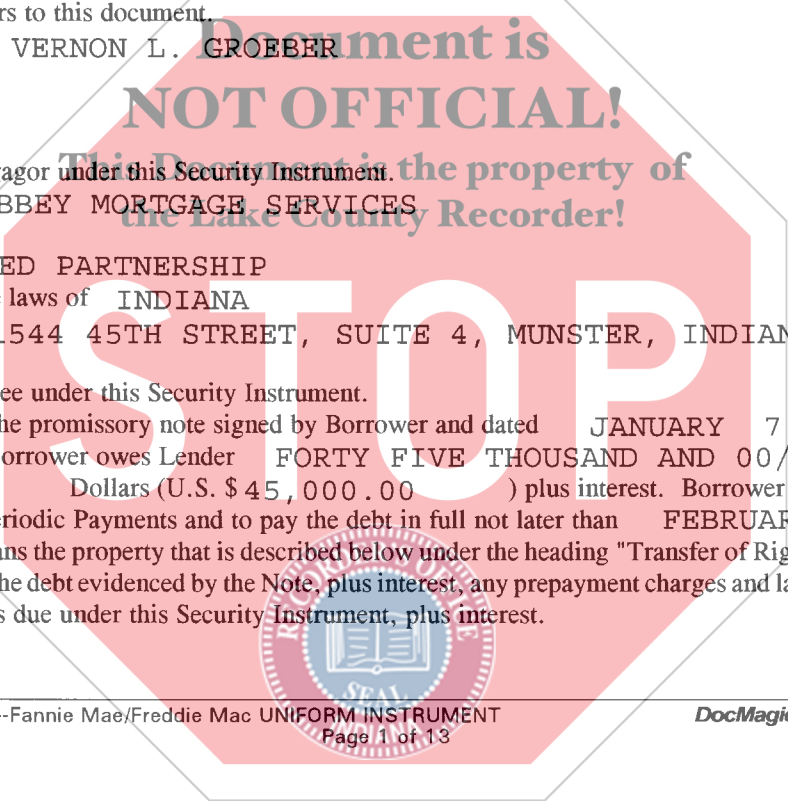 rs to this document.
VERNON L. GROEBER
Document is
NOT OFFICIAL!
agor under this Security Instrument.
This Document is the property of
BBEY MORTGAGE SERVICES
the Lake County Recorder!
ED PARTNERSHIP
laws of INDIANA
1544 45TH STREET, SUITE 4, MUNSTER, INDIAN
STOP
ee under this Security Instrument.
he promissory note signed by Borrower and dated JANUARY 7
orrower owes Lender FORTY FIVE THOUSAND AND 00/
Dollars (U.S. $ 45,000.00 ) plus interest. Borrower
eriodic Payments and to pay the debt in full not later than FEBRUAR
ans the property that is described below under the heading "Transfer of Rig
he debt evidenced by the Note, plus interest, any prepayment charges and la
s due under this Security Instrument, plus interest.
RECORDERS OFFICE
SEAL
INDIANA
--Fannie Mae/Freddie Mac UNIFORM INSTRUMENT DocMagic
Page 1 of 13